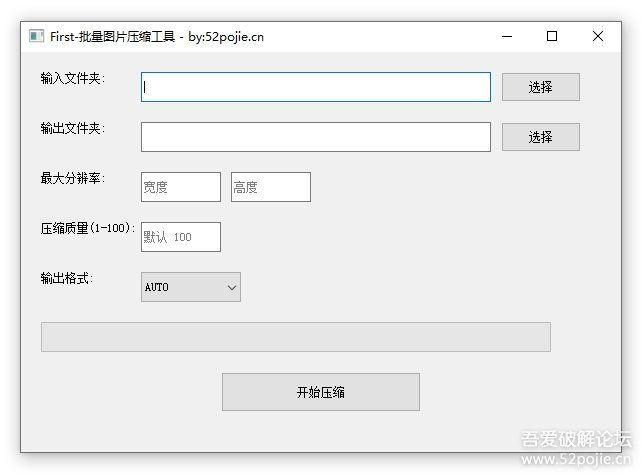 First-批量图片压缩工具 - by:52pojie.cn
输入文件夹:
选择
输出文件夹:
选择
最大分辨率: 宽度 高度
压缩质量(1-100): 默认 100
输出格式: AUTO
开始压缩
吾爱破解论坛
www.52pojie.cn